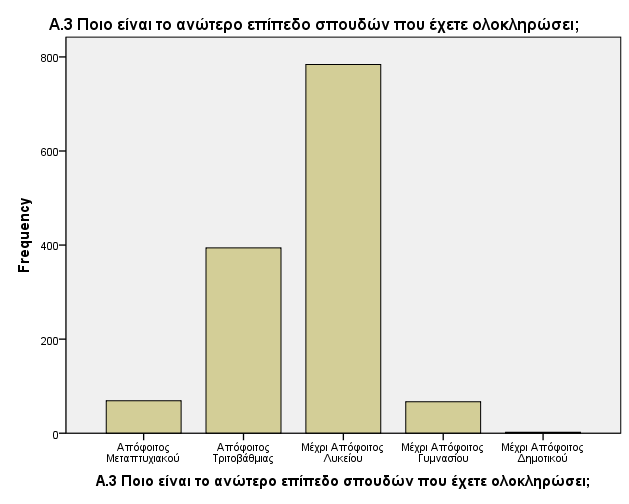 Α.3 Ποιο είναι το ανώτερο επίπεδο σπουδών που έχετε ολοκληρώσει;
800
600
400
200
0
Frequency
Απόφοιτος
Μεταπτυχιακού
Απόφοιτος
Τριτοβάθμιας
Μέχρι Απόφοιτος
Λυκείου
Μέχρι Απόφοιτος
Γυμνασίου
Μέχρι Απόφοιτος
Δημοτικού
Α.3 Ποιο είναι το ανώτερο επίπεδο σπουδών που έχετε ολοκληρώσει;